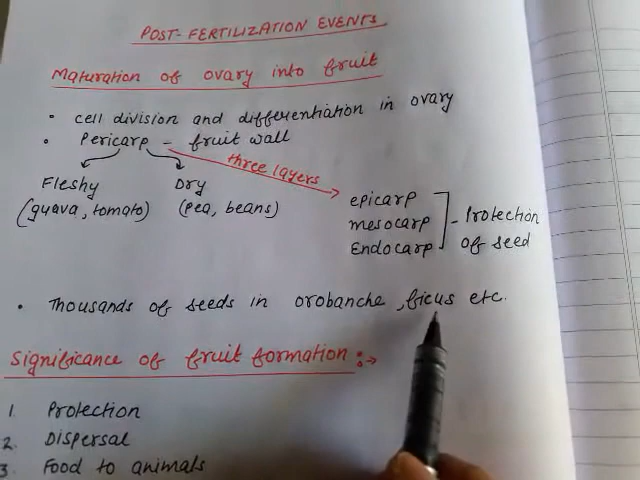 POST-FERTILIZATION EVENTS
Maturation of ovary into fruit
• cell division and differentiation in ovary
• Pericarp - fruit wall
three layers
Fleshy Dry
(guava, tomato) (pea, beans)
epicarp
mesocarp - Protection
Endocarp of seed
• Thousands of seeds in orobanche, ficus etc.
Significance of fruit formation :→
1. Protection
2. Dispersal
3. Food to animals